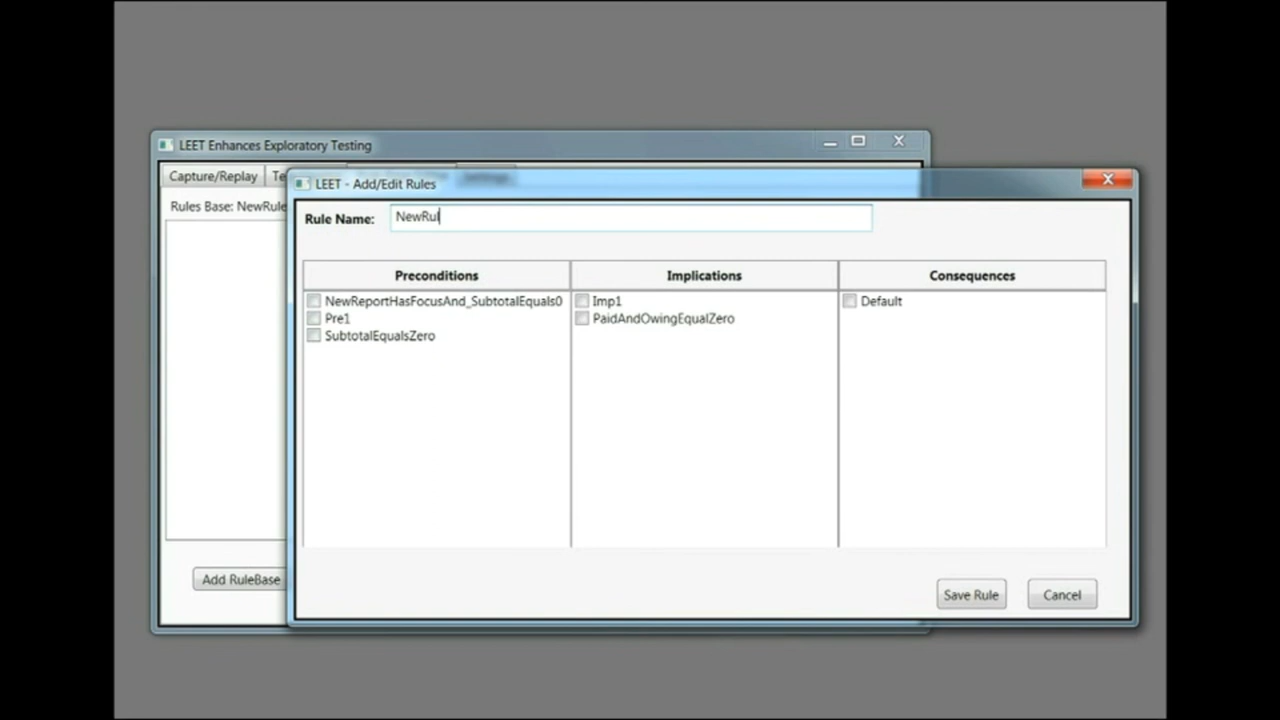 LEET Enhances Exploratory Testing
Capture/Replay
Te
LEET - Add/Edit Rules
Rules Base: NewRule
Rule Name:
NewRul
Preconditions
Implications
Consequences
NewReportHasFocusAnd_SubtotalEquals0
Imp1
Default
Pre1
PaidAndOwingEqualZero
SubtotalEqualsZero
Add RuleBase
Save Rule
Cancel